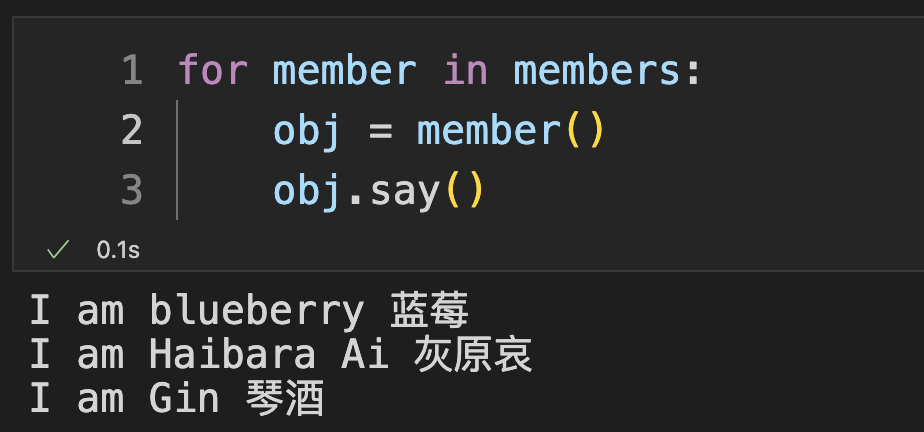 1 for member in members:
2     obj = member()
3     obj.say()
✓ 0.1s
I am blueberry 蓝莓
I am Haibara Ai 灰原哀
I am Gin 琴酒